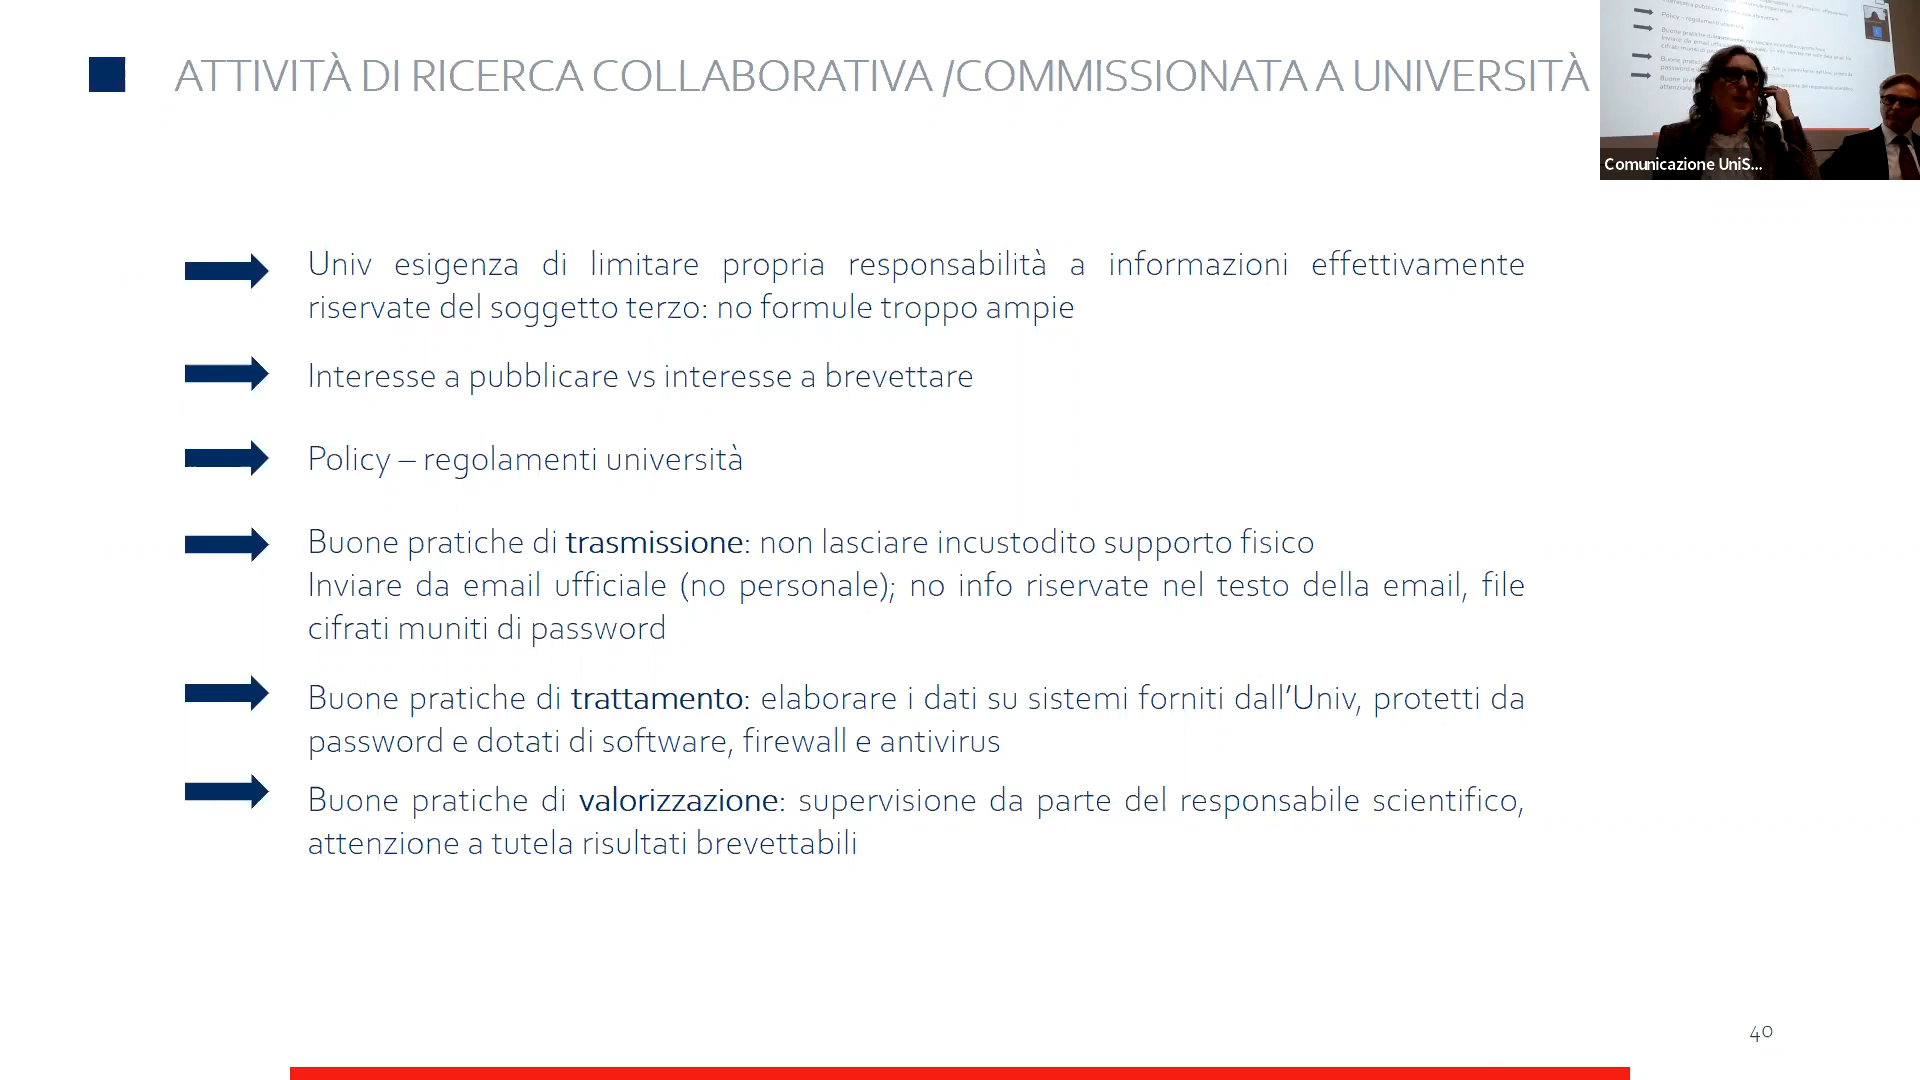 ATTIVITÀ DI RICERCA COLLABORATIVA /COMMISSIONATA A UNIVERSITÀ
Comunicazione UniS...
Univ esigenza di limitare propria responsabilità a informazioni effettivamente
riservate del soggetto terzo: no formule troppo ampie
Interesse a pubblicare vs interesse a brevettare
Policy – regolamenti università
Buone pratiche di trasmissione: non lasciare incustodito supporto fisico
Inviare da email ufficiale (no personale); no info riservate nel testo della email, file
cifrati muniti di password
Buone pratiche di trattamento: elaborare i dati su sistemi forniti dall’Univ, protetti da
password e dotati di software, firewall e antivirus
Buone pratiche di valorizzazione: supervisione da parte del responsabile scientifico,
attenzione a tutela risultati brevettabili
40